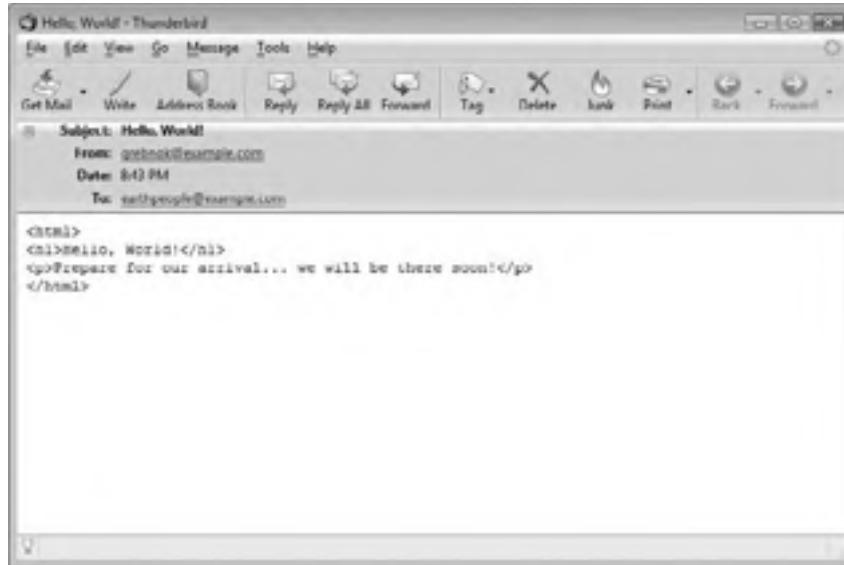 Hello, World! - Thunderbird
File Edit View Go Message Tools Help
Get Mail Write Address Book Reply Reply All Forward Tag Delete Junk Print Back Forward
Subject: Hello, World!
From: grebnok@example.com
Date: 8:43 PM
To: earthpeople@example.com
<html>
<h1>Hello, World!</h1>
<p>Prepare for our arrival... we will be there soon!</p>
</html>